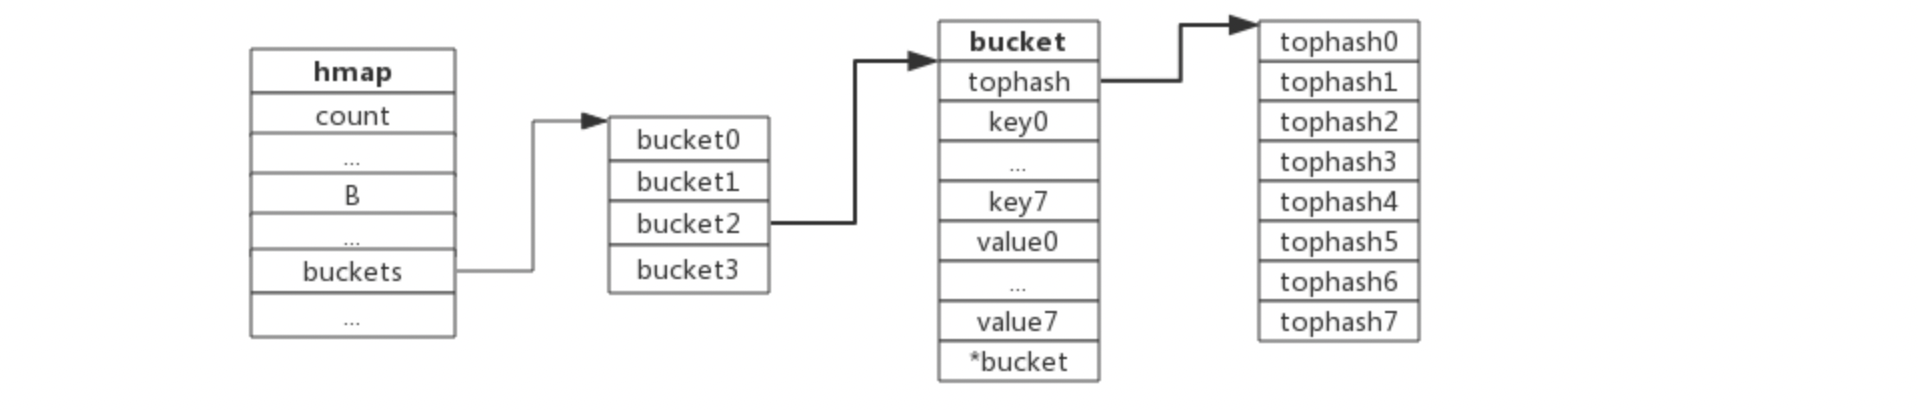 hmap
count
...
B
...
buckets
...
bucket0
bucket1
bucket2
bucket3
bucket
tophash
key0
...
key7
value0
...
value7
*bucket
tophash0
tophash1
tophash2
tophash3
tophash4
tophash5
tophash6
tophash7